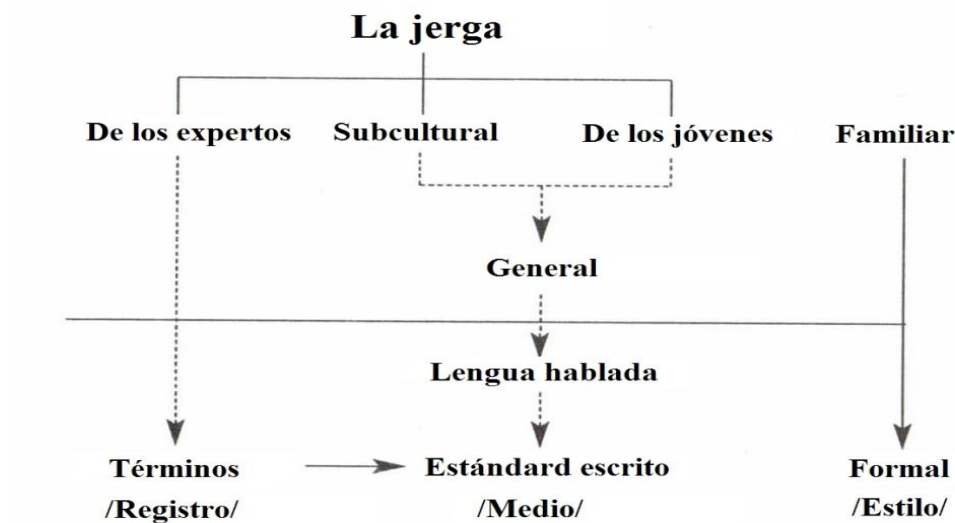 La jerga
De los expertos Subcultural De los jóvenes Familiar
General
Lengua hablada
Términos Estándard escrito Formal
/Registro/ /Medio/ /Estilo/